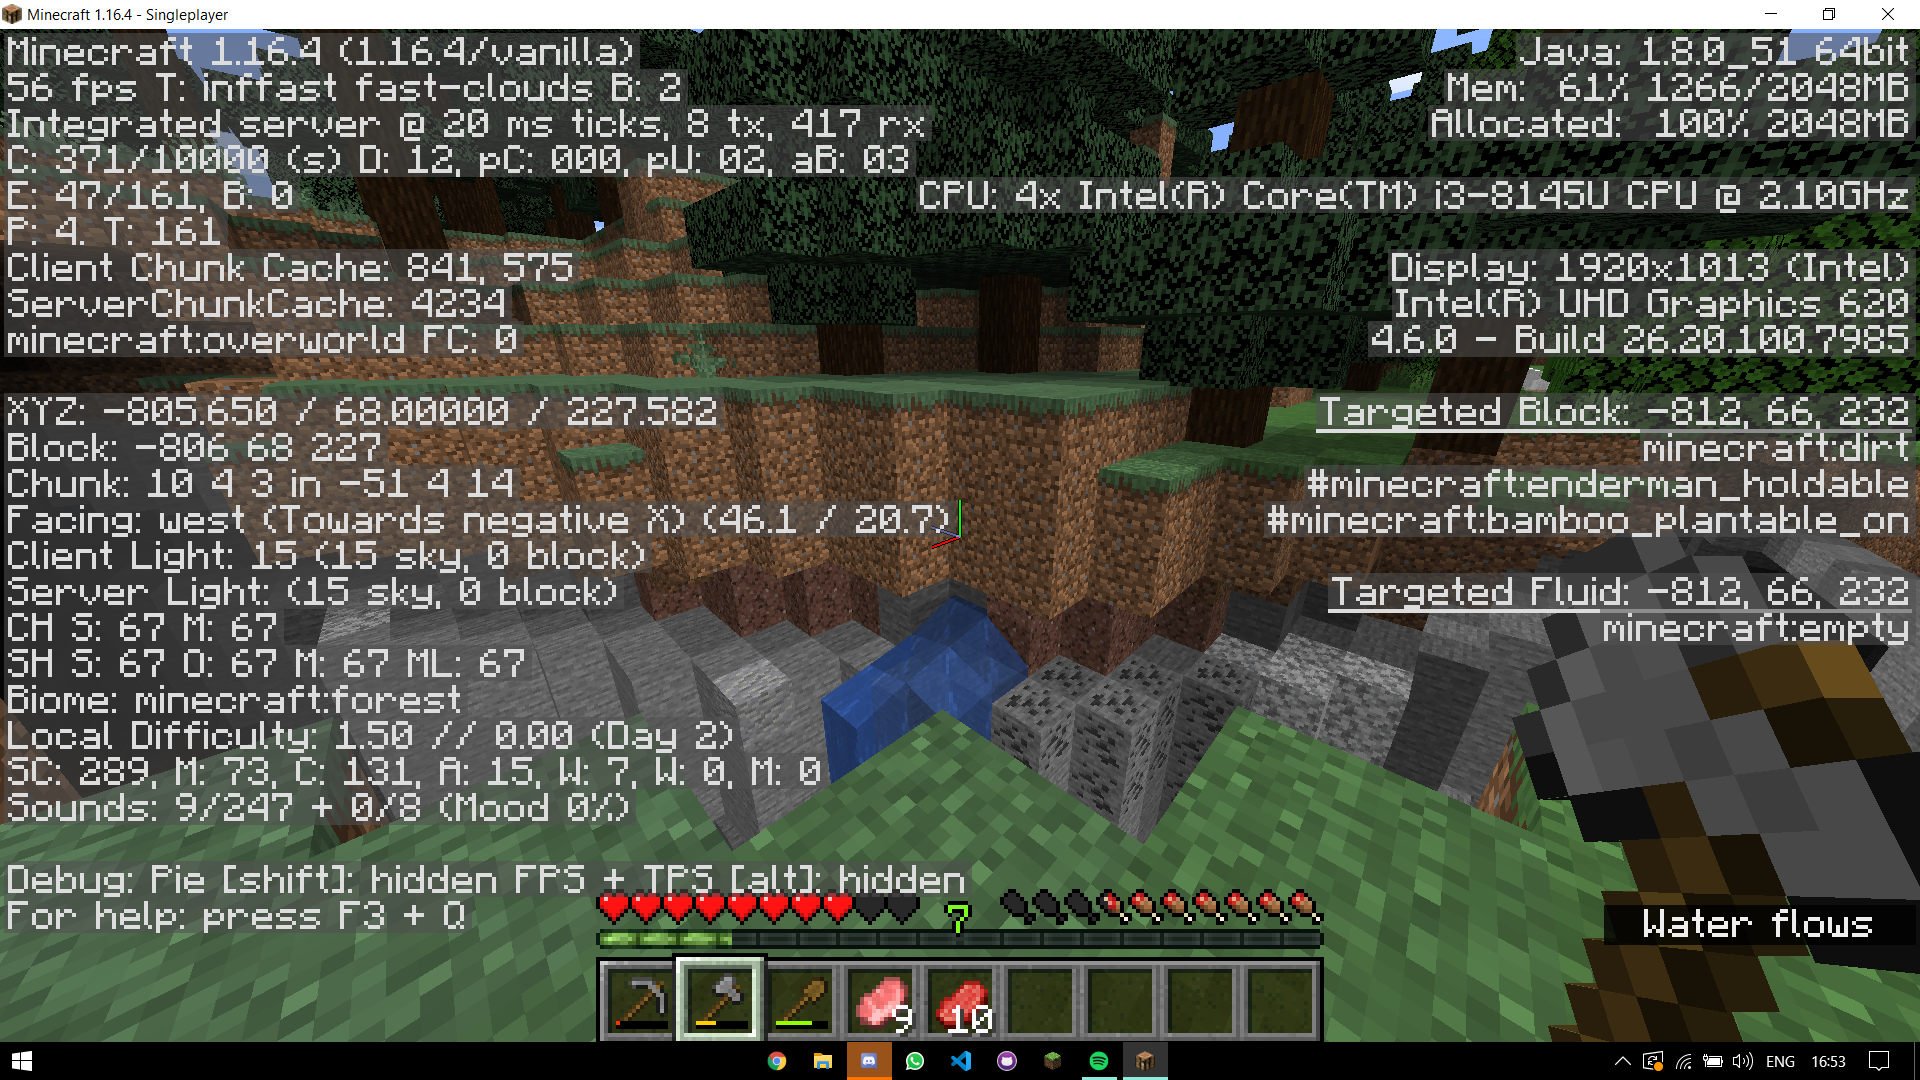 Minecraft 1.16.4 - Singleplayer
Minecraft 1.16.4 (1.16.4/vanilla)
56 fps T: inffast fast-clouds B: 2
Integrated server @ 20 ms ticks, 8 tx, 417 rx
C: 371/10000 (s) D: 12, pC: 000, pU: 02, aB: 03
E: 47/161, B: 0
P: 4. T: 161
Client Chunk Cache: 841, 575
ServerChunkCache: 4234
minecraft:overworld FC: 0
XYZ: -805.650 / 68.00000 / 227.582
Block: -806 68 227
Chunk: 10 4 3 in -51 4 14
Facing: west (Towards negative X) (46.1 / 20.7)
Client Light: 15 (15 sky, 0 block)
Server Light: (15 sky, 0 block)
CH S: 67 M: 67
SH S: 67 O: 67 M: 67 ML: 67
Biome: minecraft:forest
Local Difficulty: 1.50 // 0.00 (Day 2)
SC: 289, M: 73, C: 131, A: 15, W: 7, W: 0, M: 0
Sounds: 9/247 + 0/8 (Mood 0%)
Debug: Pie [shift]: hidden FPS + TPS [alt]: hidden
For help: press F3 + Q
Java: 1.8.0_51 64bit
Mem: 61% 1266/2048MB
Allocated: 100% 2048MB
CPU: 4x Intel(R) Core(TM) i3-8145U CPU @ 2.10GHz
Display: 1920x1013 (Intel)
Intel(R) UHD Graphics 620
4.6.0 - Build 26.20.100.7985
Targeted Block: -812, 66, 232
minecraft:dirt
#minecraft:enderman_holdable
#minecraft:bamboo_plantable_on
Targeted Fluid: -812, 66, 232
minecraft:empty
Water flows
7
9
10
ENG
16:53